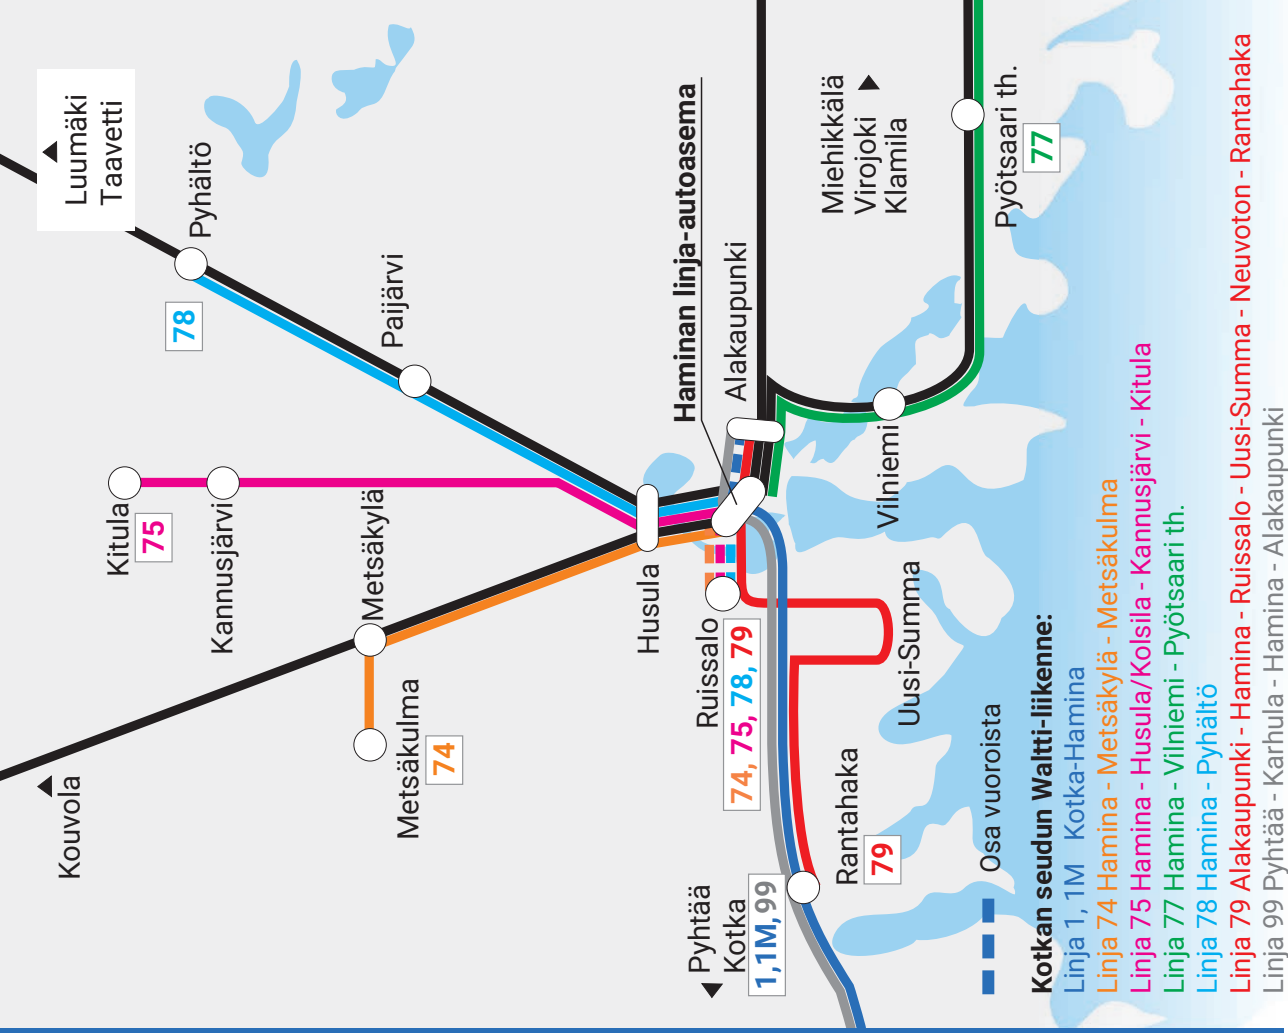 Kouvola
Luumäki
Taavetti
Kitula
75
Kannusjärvi
Pyhältö
78
Paijärvi
Metsäkylä
Metsäkulma
74
Husula
Haminan linja-autoasema
Alakaupunki
Ruissalo
74, 75, 78, 79
Pyhtää
Kotka
1,1M, 99
Rantahaka
79
Uusi-Summa
Vilniemi
Miehikkälä
Virojoki
Klamila
Pyötsaari th.
77
Osa vuoroista
Kotkan seudun Waltti-liikenne:
Linja 1, 1M Kotka-Hamina
Linja 74 Hamina - Metsäkylä - Metsäkulma
Linja 75 Hamina - Husula/Kolsila - Kannusjärvi - Kitula
Linja 77 Hamina - Vilniemi - Pyötsaari th.
Linja 78 Hamina - Pyhältö
Linja 79 Alakaupunki - Hamina - Ruissalo - Uusi-Summa - Neuvoton - Rantahaka
Linja 99 Pyhtää - Karhula - Hamina - Alakaupunki